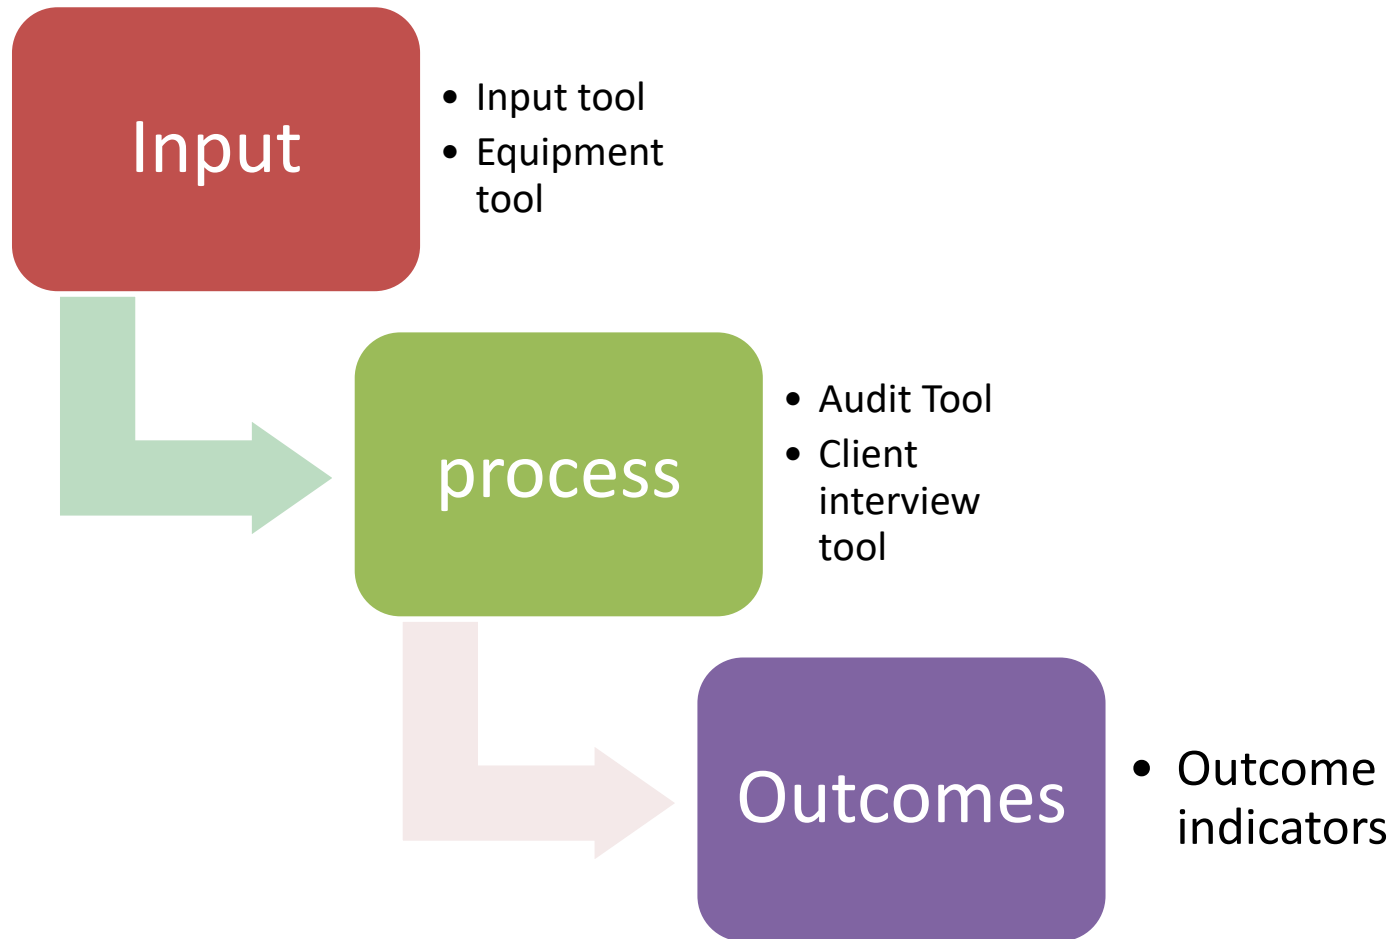 Input
• Input tool
• Equipment
tool
process
• Audit Tool
• Client
interview
tool
Outcomes
• Outcome
indicators